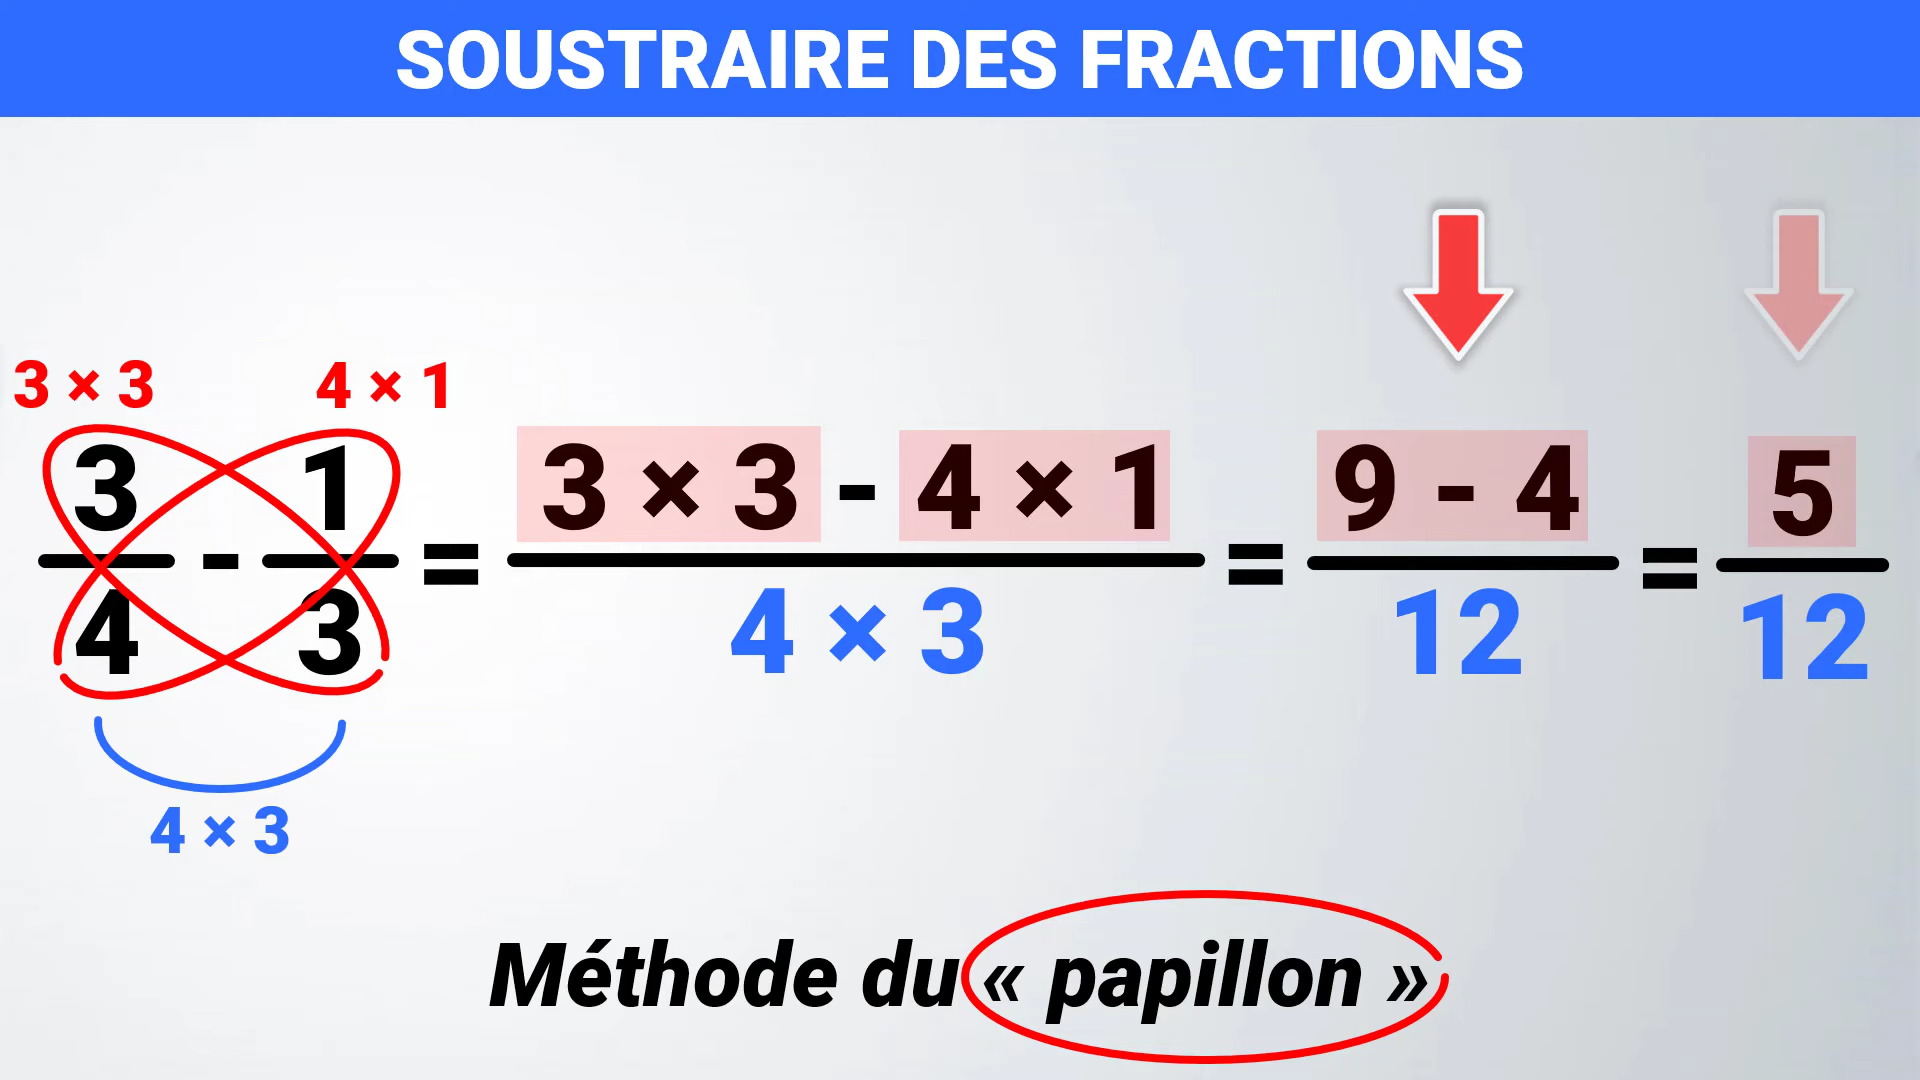 SOUSTRAIRE DES FRACTIONS
3 × 3 4 × 1
3 1 3 × 3 - 4 × 1 9 - 4 5
- = = =
4 3 4 × 3 12 12
4 × 3
Méthode du « papillon »